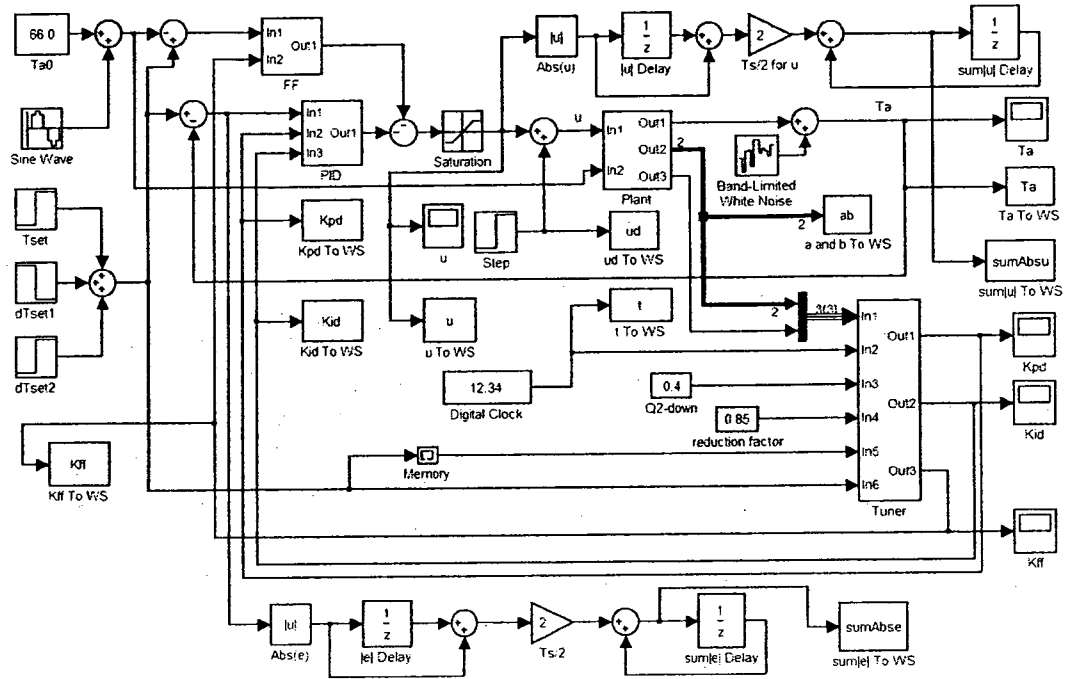 66 0
Ta0
Sine Wave
Tset
dTset1
dTset2
Kff
Kff To WS
In1
In2
Out1
FF
In1
In2
In3
Out1
PID
Kpd
Kpd To WS
Kid
Kid To WS
Saturation
u
u
u To WS
Step
ud
ud To WS
t
t To WS
12.34
Digital Clock
Memory
|u|
Abs(u)
1
z
|u| Delay
2
Ts/2 for u
1
z
sum|u| Delay
u
In1
In2
Out1
Out2
Out3
Plant
2
Band-Limited
White Noise
Ta
Ta
Ta
Ta To WS
2
ab
a and b To WS
sumAbsu
sum|u| To WS
2
3{3}
0.4
Q2-down
0.85
reduction factor
In1
In2
In3
In4
In5
In6
Out1
Out2
Out3
Tuner
Kpd
Kid
Kff
|u|
Abs(e)
1
z
|e| Delay
2
Ts/2
1
z
sum|e| Delay
sumAbse
sum|e| To WS